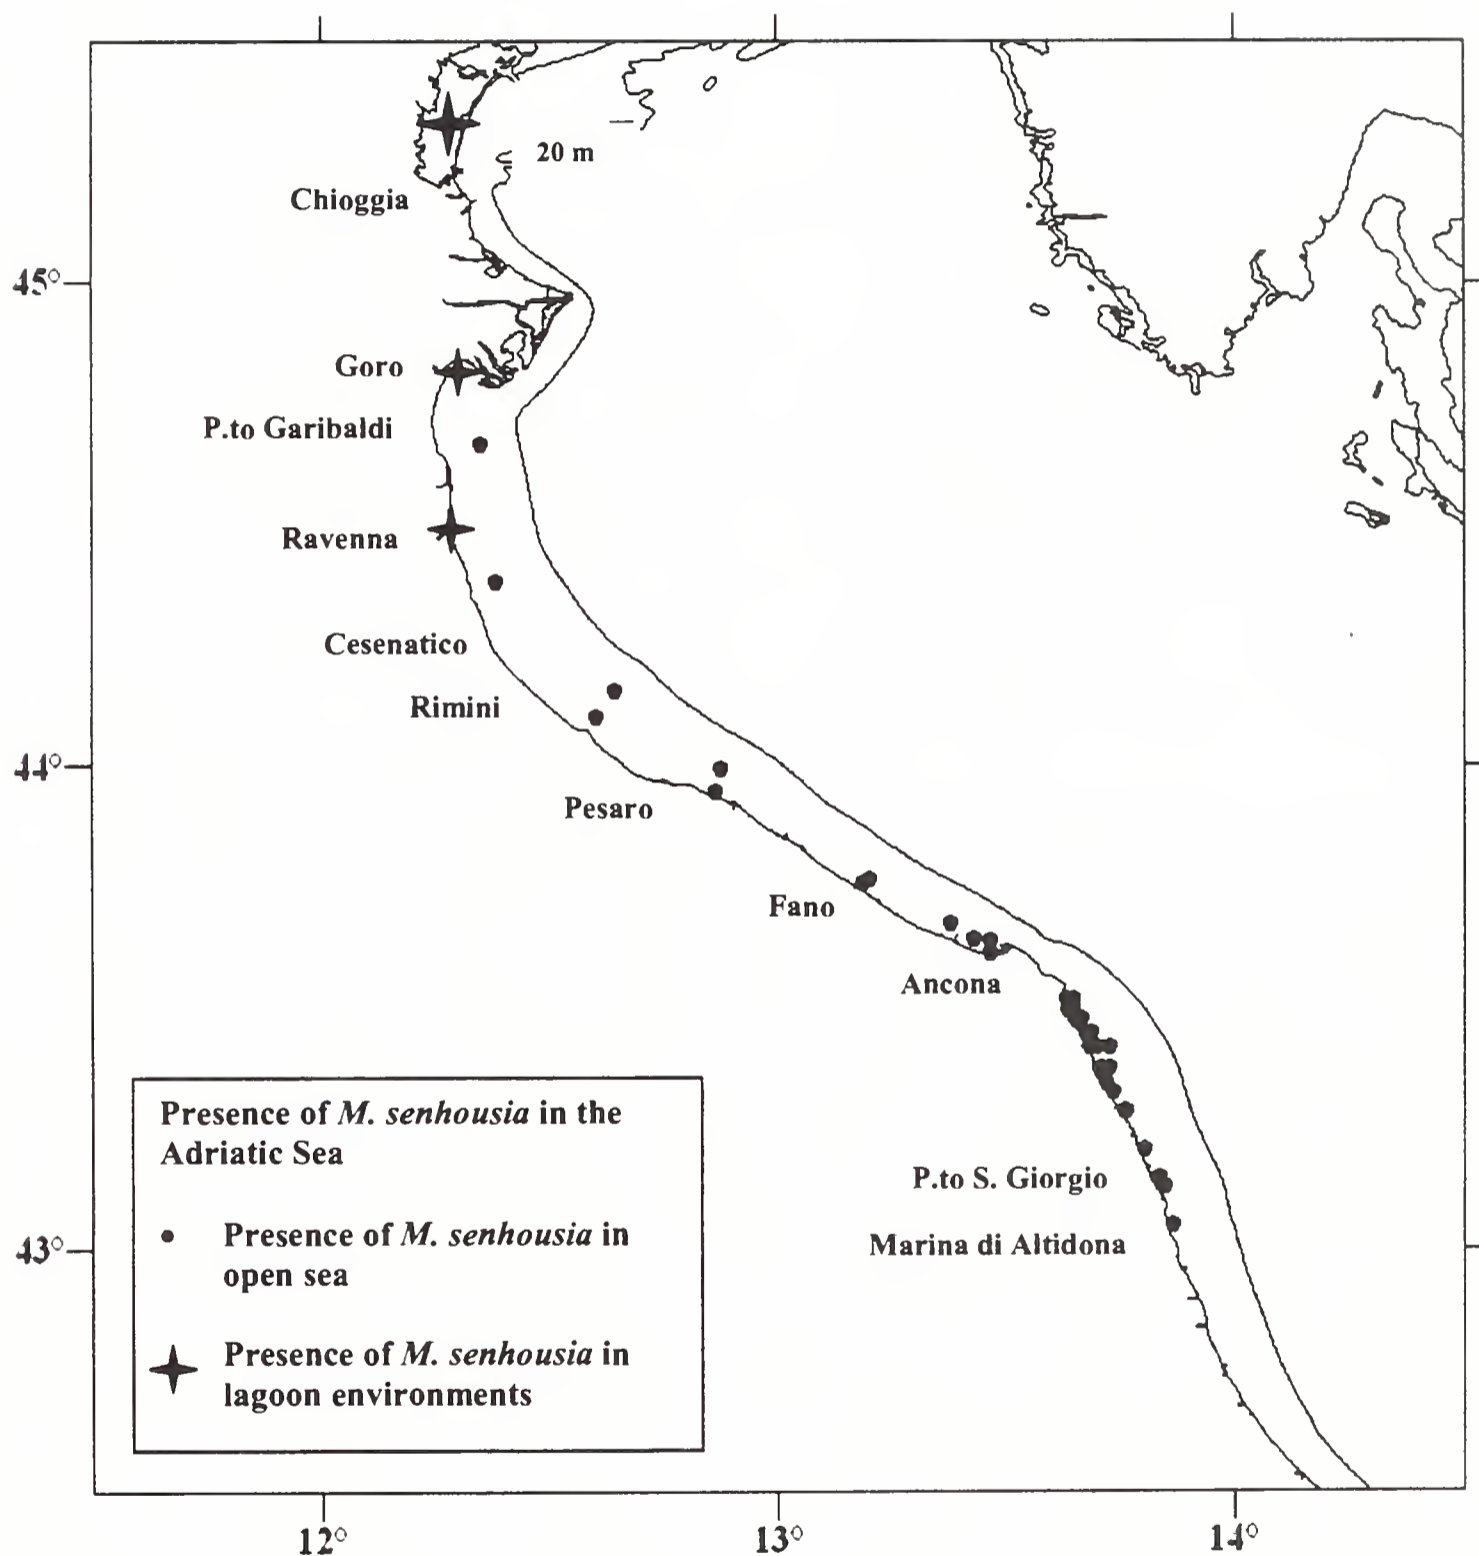 20 m
Chioggia
45°
Goro
P.to Garibaldi
Ravenna
Cesenatico
Rimini
44°
Pesaro
Fano
Ancona
Presence of M. senhousia in the
Adriatic Sea
Presence of M. senhousia in
open sea
Presence of M. senhousia in
lagoon environments
P.to S. Giorgio
Marina di Altidona
43°
12°
13°
14°